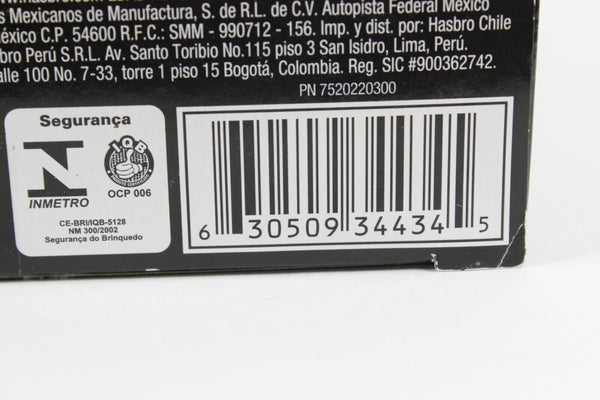 s Mexicanos de Manufactura, S. de R.L. de C.V. Autopista Federal México
éxico C.P. 54600 R.F.C.: SMM - 990712 - 156. Imp. y dist. por: Hasbro Chile
bro Perú S.R.L. Av. Santo Toribio No.115 piso 3 San Isidro, Lima, Perú.
alle 100 No. 7-33, torre 1 piso 15 Bogotá, Colombia. Reg. SIC #900362742.
PN 7520220300
Segurança
INMETRO
IQB
OCP 006
CE-BRI/IQB-5128
NM 300/2002
Segurança do Brinquedo
6 30509 34434 5